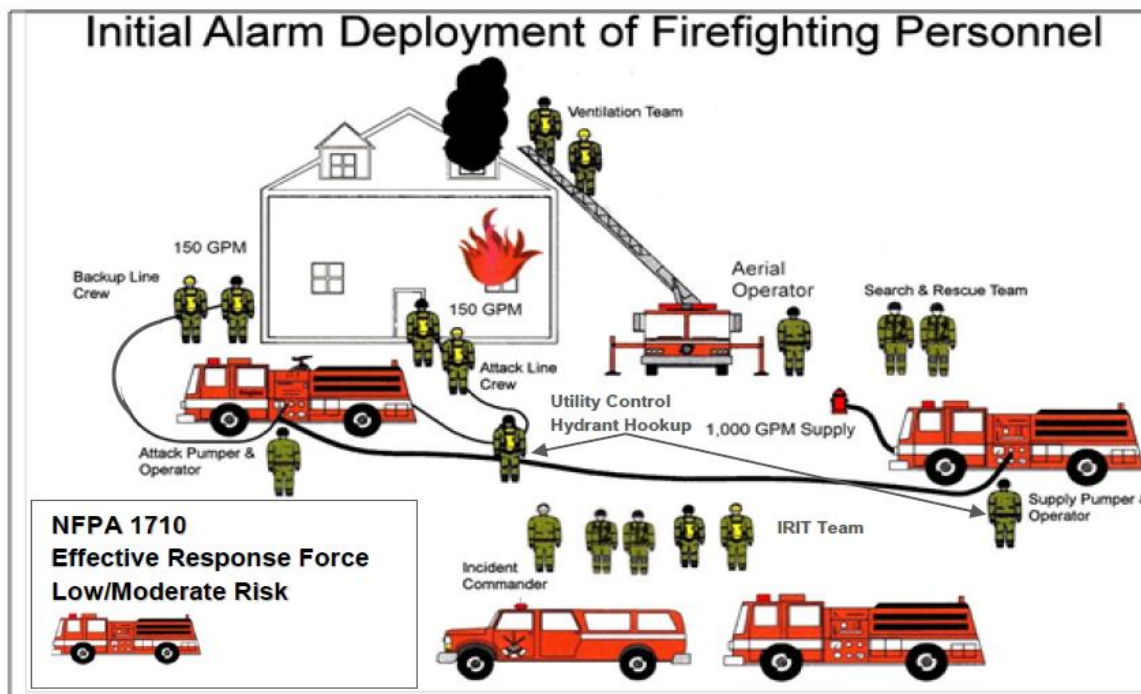 Initial Alarm Deployment of Firefighting Personnel
Ventilation Team
150 GPM
Backup Line
Crew
Aerial
Operator
Search & Rescue Team
150 GPM
Attack Line
Crew
Utility Control
Hydrant Hookup
1,000 GPM Supply
Attack Pumper &
Operator
Supply Pumper &
Operator
IRIT Team
Incident
Commander
NFPA 1710
Effective Response Force
Low/Moderate Risk